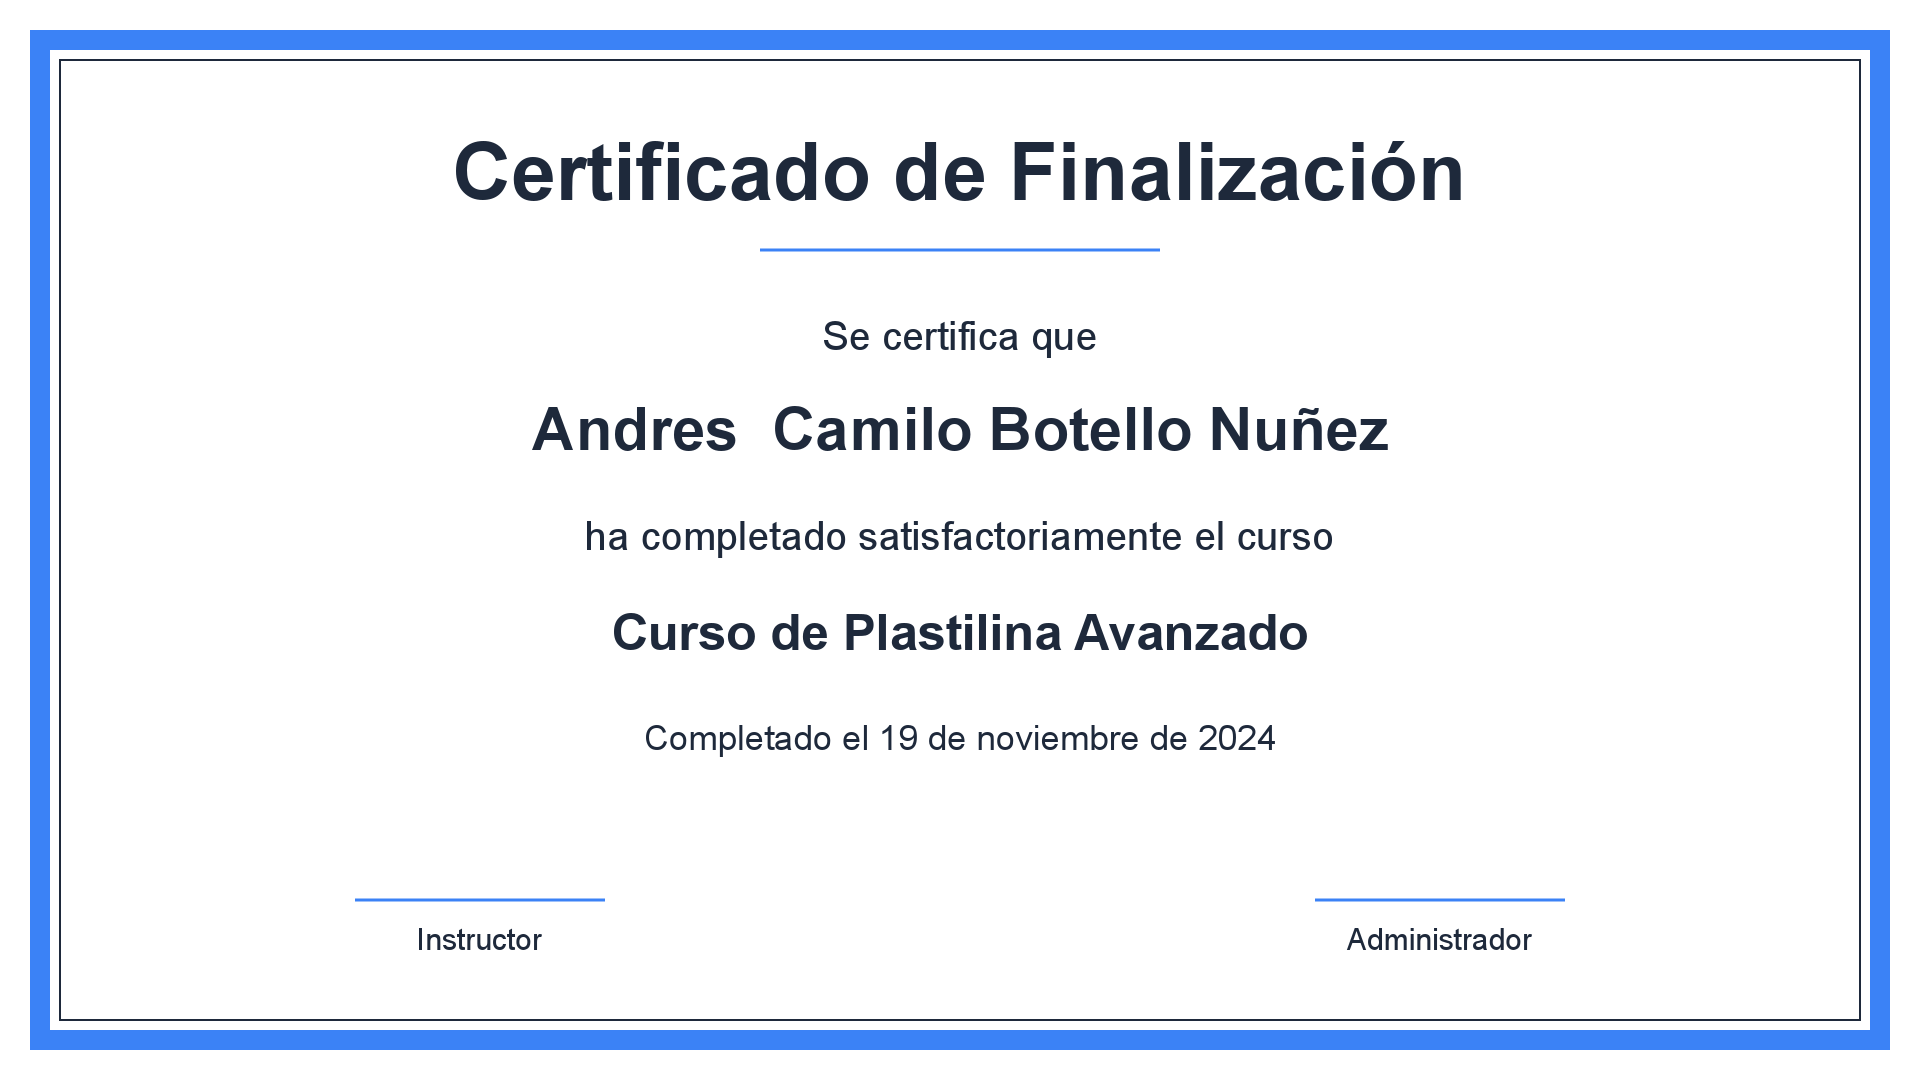 Certificado de Finalización
Se certifica que
Andres  Camilo Botello Nuñez
ha completado satisfactoriamente el curso
Curso de Plastilina Avanzado
Completado el 19 de noviembre de 2024
Instructor
Administrador